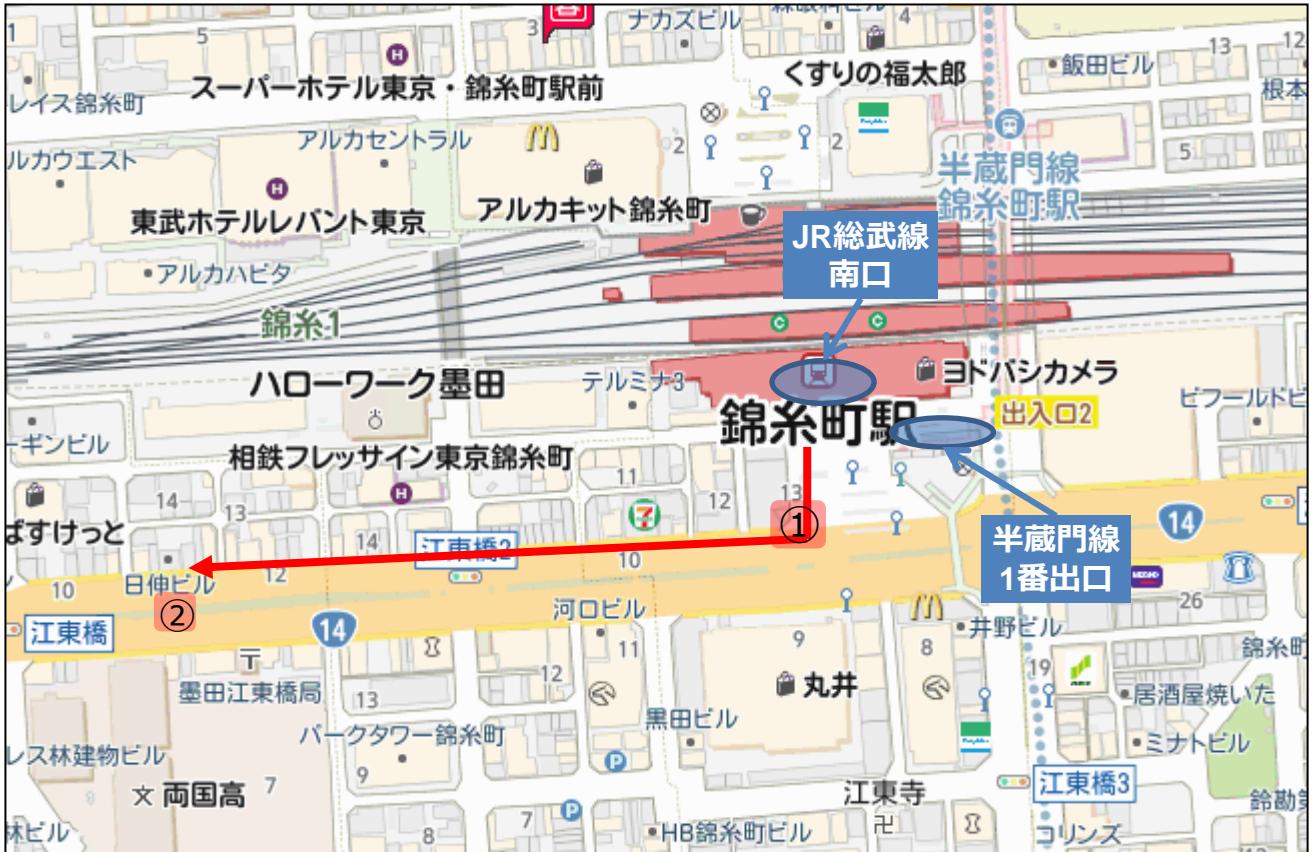 1
5
3
ナカズビル
4
13
12
スーパーホテル東京・錦糸町駅前
くすりの福太郎
飯田ビル
レイス錦糸町
根本
アルカセントラル
2
2
ルカウエスト
5
半蔵門線
錦糸町駅
東武ホテルレバント東京
アルカキット錦糸町
JR総武線
南口
アルカハビタ
錦糸1
ハローワーク墨田
テルミナ3
ヨドバシカメラ
錦糸町駅
出入口2
ビフールドビ
ーギンビル
相鉄フレッサイン東京錦糸町
11
12
13
14
13
ばすけっと
14
江東橋2
①
14
半蔵門線
1番出口
10
日伸ビル
12
10
②
河口ビル
26
江東橋
14
井野ビル
9
8
11
19
錦糸町
墨田江東橋局
12
13
丸井
居酒屋焼いた
黒田ビル
パークタワー錦糸町
ミナトビル
レス林建物ビル
9
P
両国高
7
江東寺
江東橋3
鈴勘
林ビル
8
7
P
HB錦糸町ビル
コリンズ